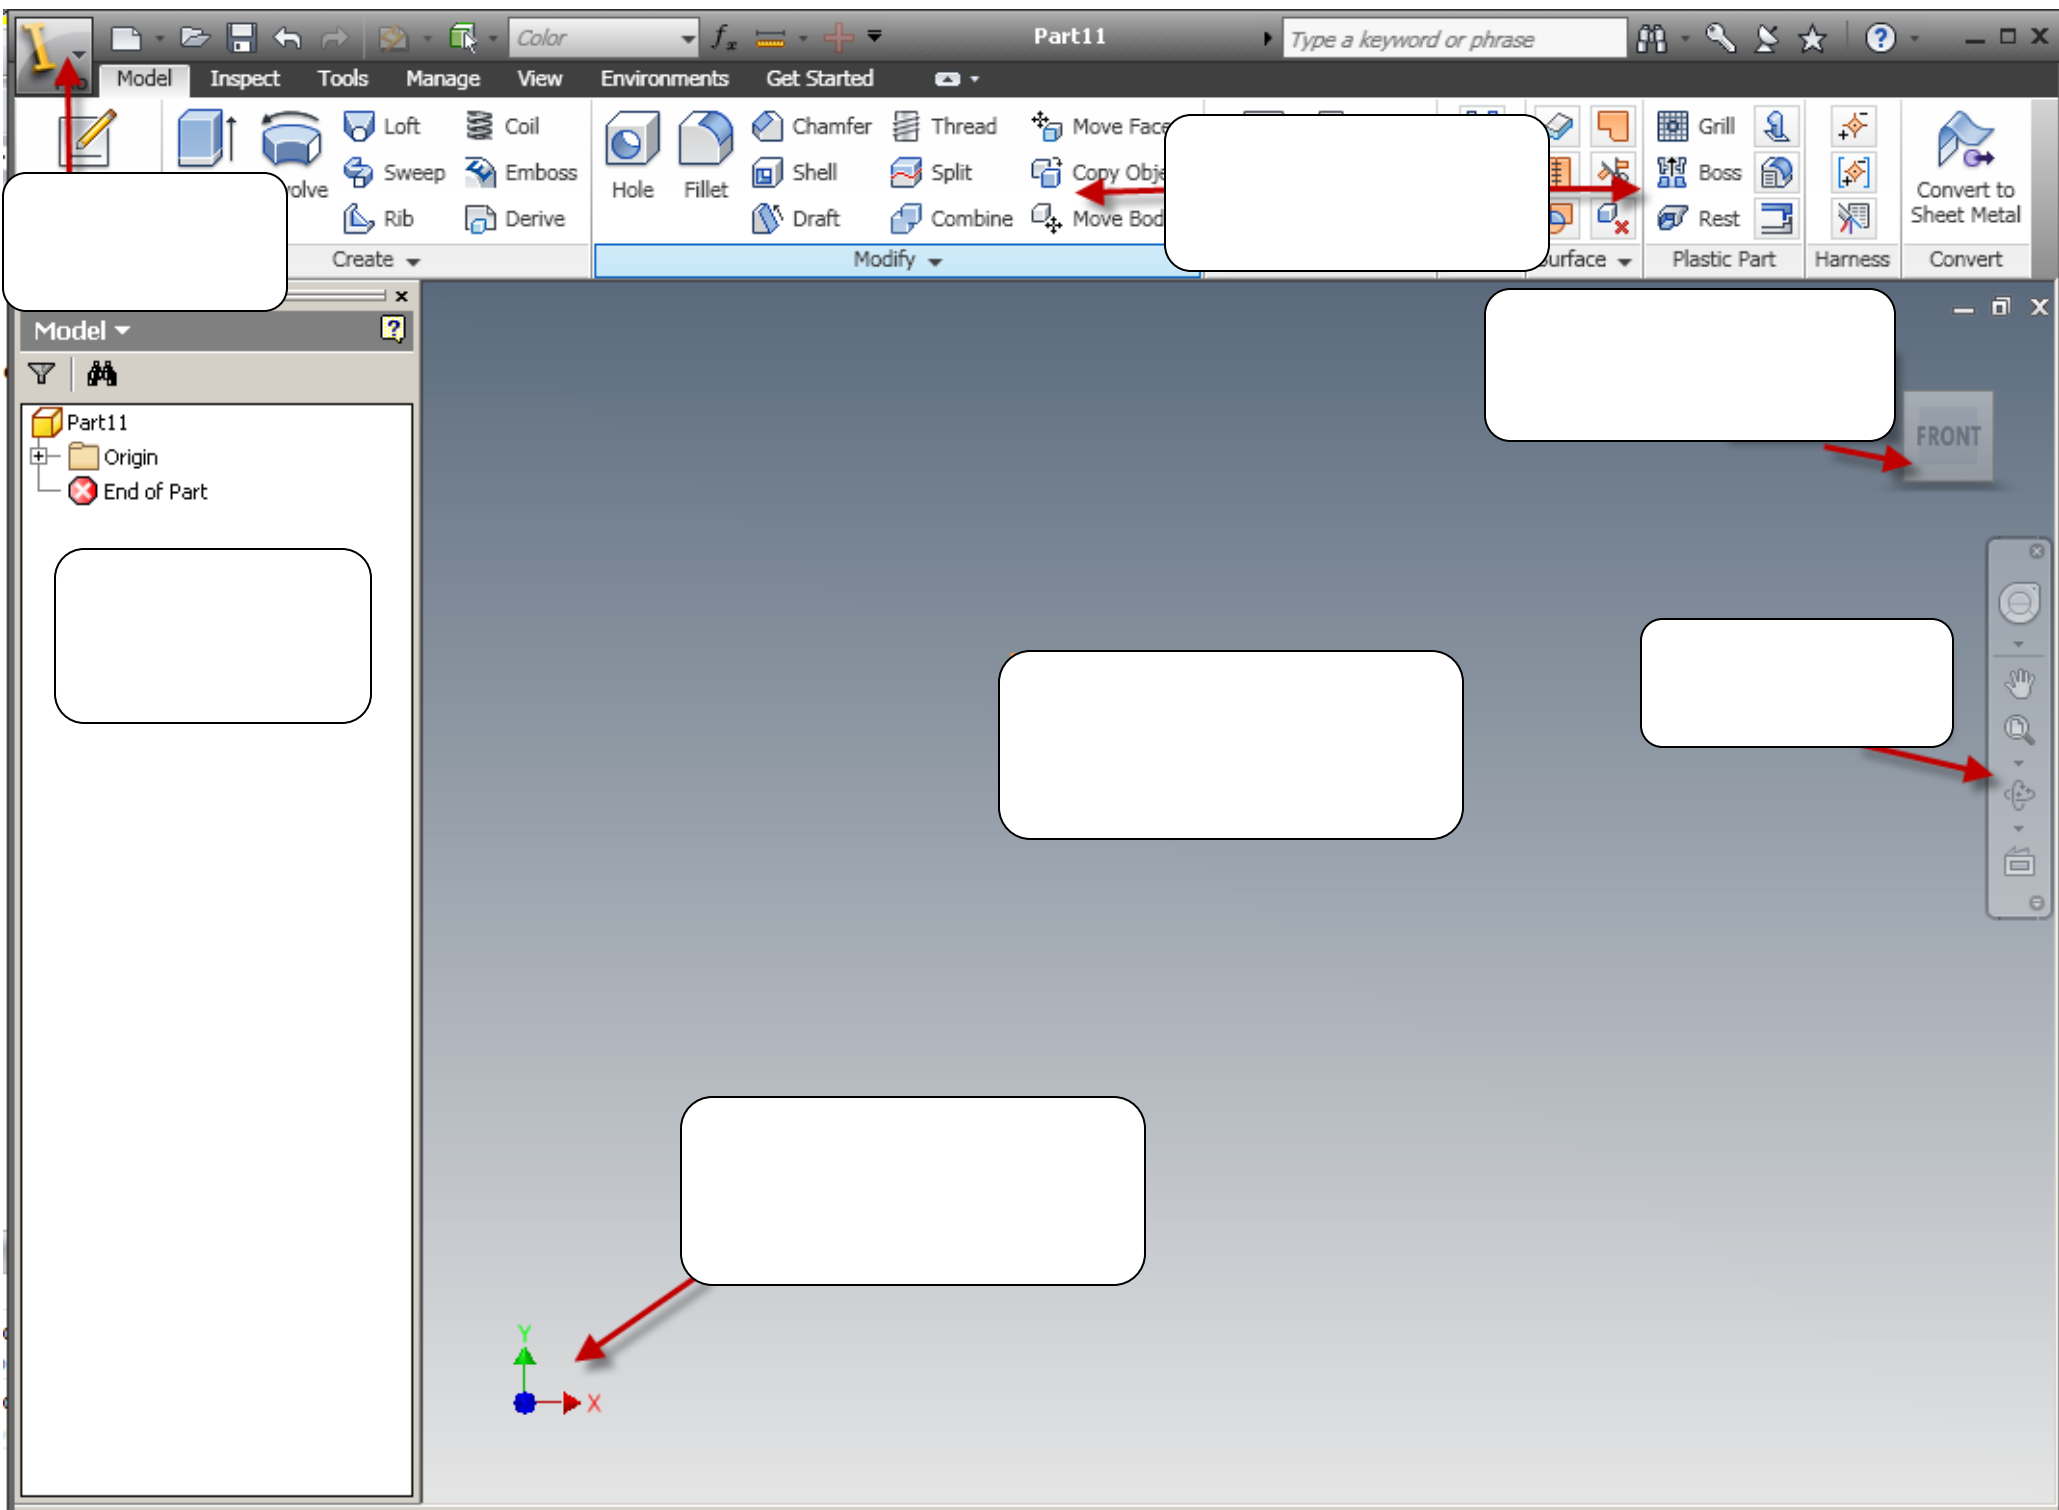 Color
Part11
Type a keyword or phrase
Model Inspect Tools Manage View Environments Get Started
Loft Coil
Sweep Emboss
Rib Derive
Hole Fillet
Chamfer Thread Move Face
Shell Split Copy Obje
Draft Combine Move Bod
Grill
Boss
Rest
Convert to
Sheet Metal
Create Modify urface Plastic Part Harness Convert
olve
Model
Part11
Origin
End of Part
FRONT
Y
X